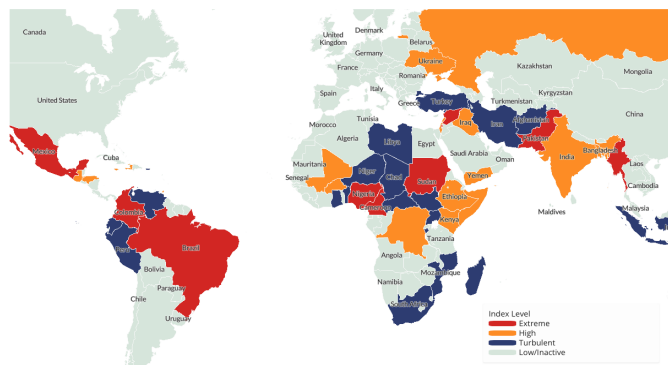 Canada
United States
Mexico
Cuba
Colombia
Peru
Brazil
Bolivia
Paraguay
Chile
Uruguay
United
Kingdom
Denmark
Belarus
Germany
Ukraine
France
Romania
Spain
Italy
Greece
Turkey
Kazakhstan
Mongolia
Kyrgyzstan
Turkmenistan
China
Tunisia
Morocco
Algeria
Libya
Egypt
Iraq
Iran
Afghanistan
Pakistan
Saudi Arabia
Oman
India
Bangladesh
Laos
Cambodia
Malaysia
Maldives
Mauritania
Senegal
Niger
Chad
Sudan
Yemen
Nigeria
Cameroon
Ethiopia
Kenya
Tanzania
Angola
Mozambique
Namibia
South Africa
Index Level
Extreme
High
Turbulent
Low/Inactive